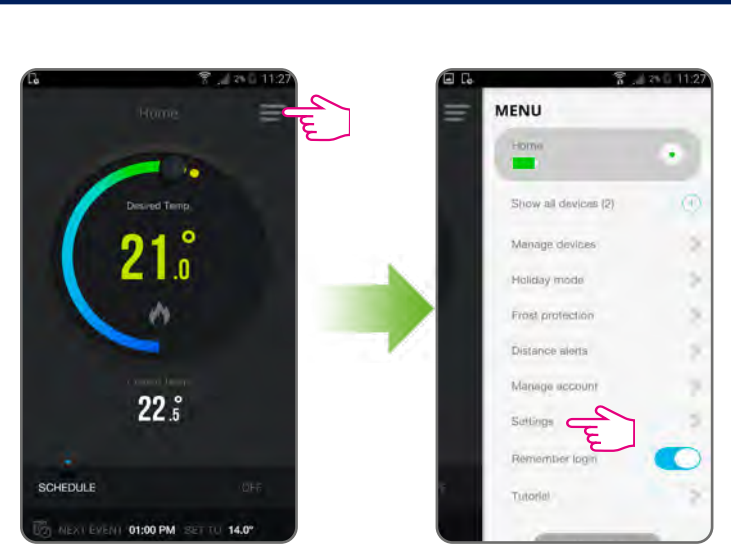 2% 11:27
Home
Desired Temp.
21.0°
22.5°
SCHEDULE
OFF
NEXT EVENT 01:00 PM SET TO 14.0°
2% 11:27
MENU
Home
Show all devices (2)
Manage devices
Holiday mode
Frost protection
Distance alerts
Manage account
Settings
Remember login
Tutorial